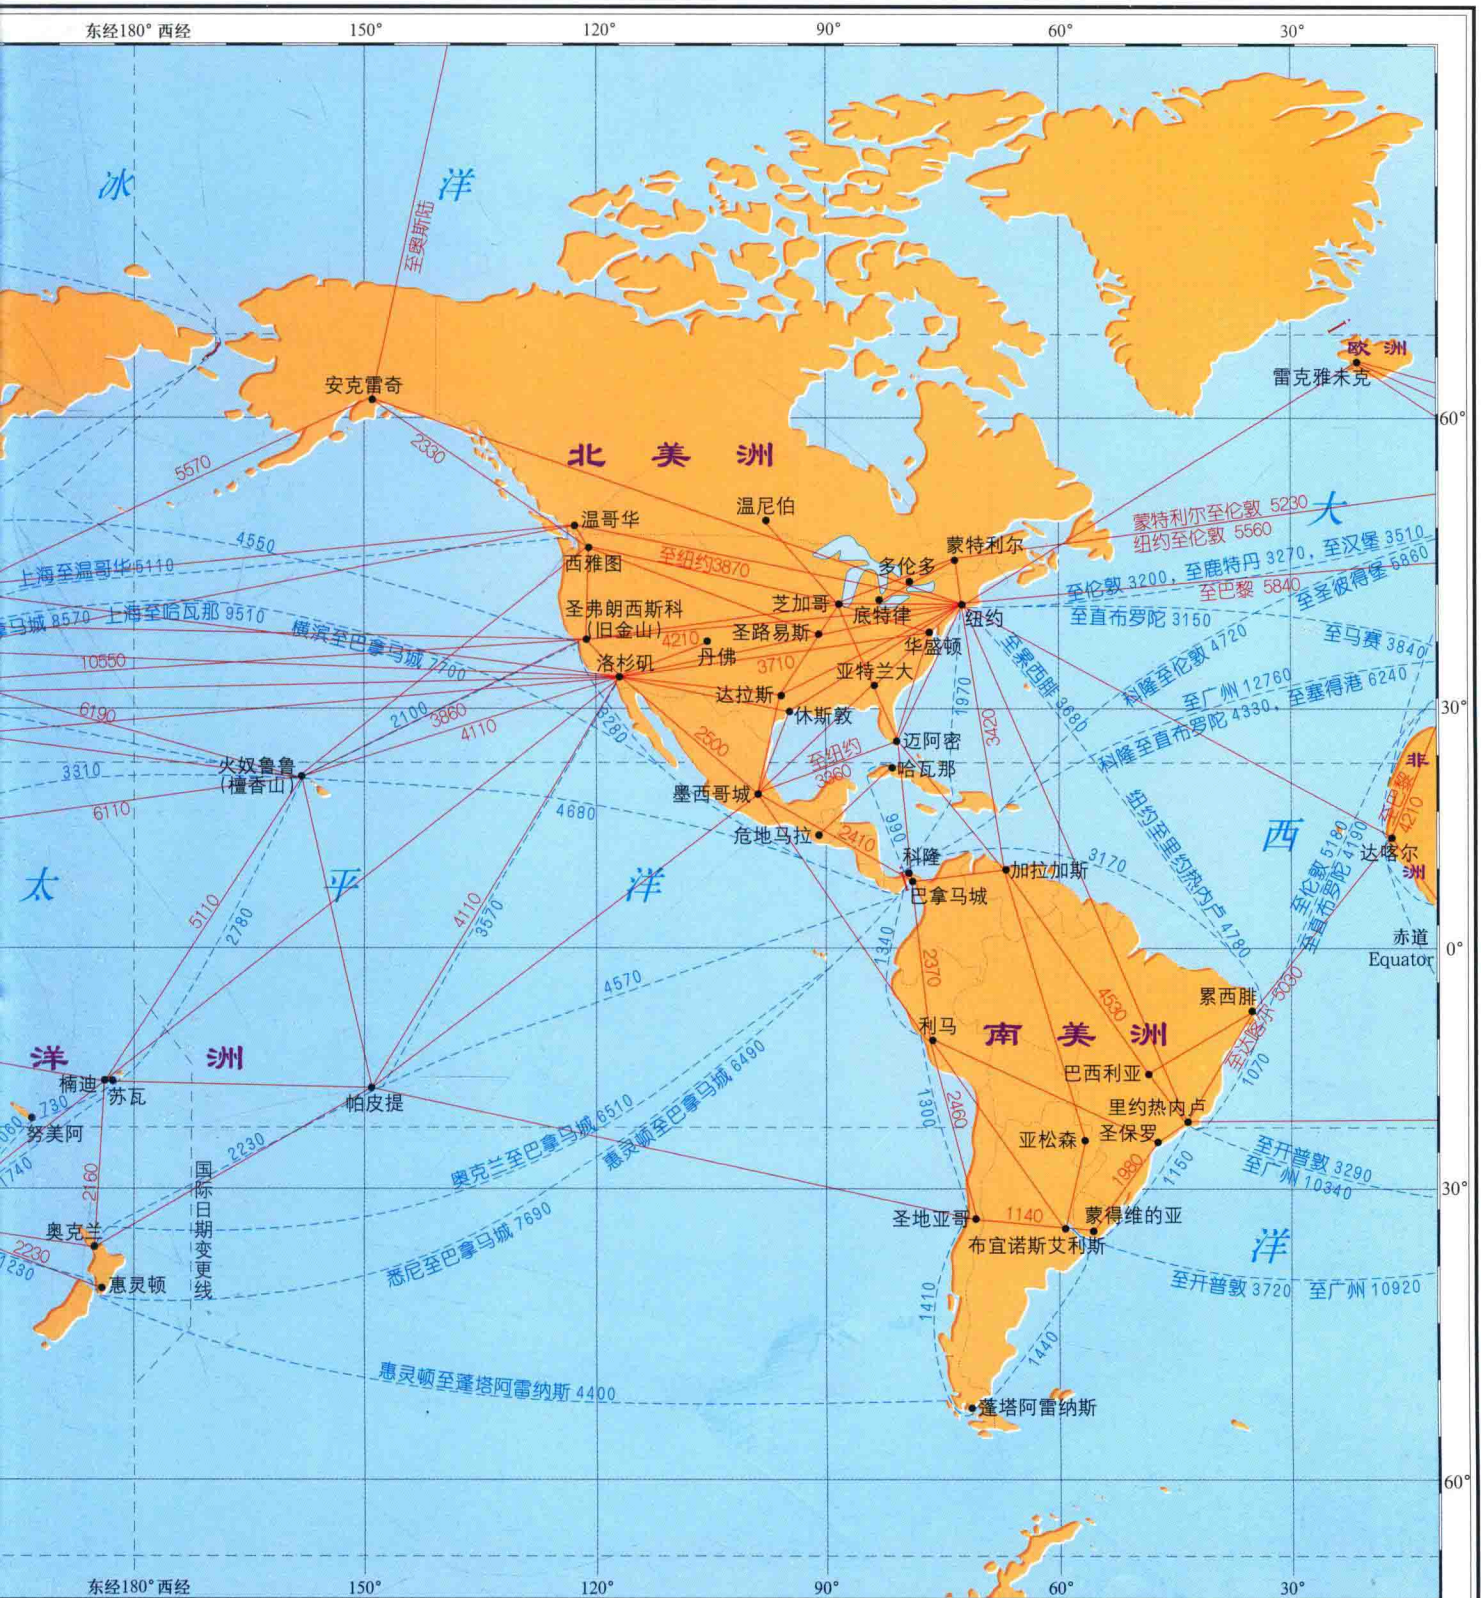 东经180°西经
150°
120°
90°
60°
30°
冰
洋
至奥斯陆
欧 洲
雷克雅未克
安克雷奇
60°
5570
2330
北 美 洲
温尼伯
大
蒙特利尔至伦敦 5230
纽约至伦敦 5560
温哥华
4550
西雅图
至纽约3870
蒙特利尔
多伦多
上海至温哥华5110
至伦敦 3200, 至鹿特丹 3270, 至汉堡 3510
至巴黎 5840
至圣彼得堡 5860
芝加哥
底特律
纽约
至直布罗陀 3150
马城 8570
上海至哈瓦那 9510
横滨至巴拿马城 7700
圣弗朗西斯科
(旧金山)
4210
丹佛
圣路易斯
华盛顿
至累西腓 3680
科隆至伦敦 4720
至马赛 3840
10550
洛杉矶
3710
亚特兰大
至广州 12760
科隆至直布罗陀 4330, 至塞得港 6240
达拉斯
休斯敦
1970
3420
30°
6190
2100
3860
4110
3280
2500
迈阿密
至纽约
3360
哈瓦那
3310
火奴鲁鲁
(檀香山)
6110
4680
墨西哥城
危地马拉
2410
990
纽约至里约热内卢 4780
非
洲
至巴黎
4210
西
达喀尔
至伦敦 5180
至直布罗陀 4190
科隆
巴拿马城
加拉加斯
3170
太
平
洋
5110
2780
4110
3570
1340
2370
赤道
Equator
0°
4570
4530
5030
至达喀尔
累西腓
利马
南 美 洲
1070
洋 洲
楠迪
苏瓦
帕皮提
730
努美阿
1740
巴西利亚
里约热内卢
圣保罗
亚松森
1300
2460
惠灵顿至巴拿马城 6490
奥克兰至巴拿马城 6510
2230
2160
国际日期变更线
1980
1150
至开普敦 3290
至广州 10340
30°
奥克兰
2230
1230
惠灵顿
悉尼至巴拿马城 7690
圣地亚哥
1140
蒙得维的亚
布宜诺斯艾利斯
洋
至开普敦 3720
至广州 10920
1410
1440
惠灵顿至蓬塔阿雷纳斯 4400
蓬塔阿雷纳斯
60°
东经180°西经
150°
120°
90°
60°
30°